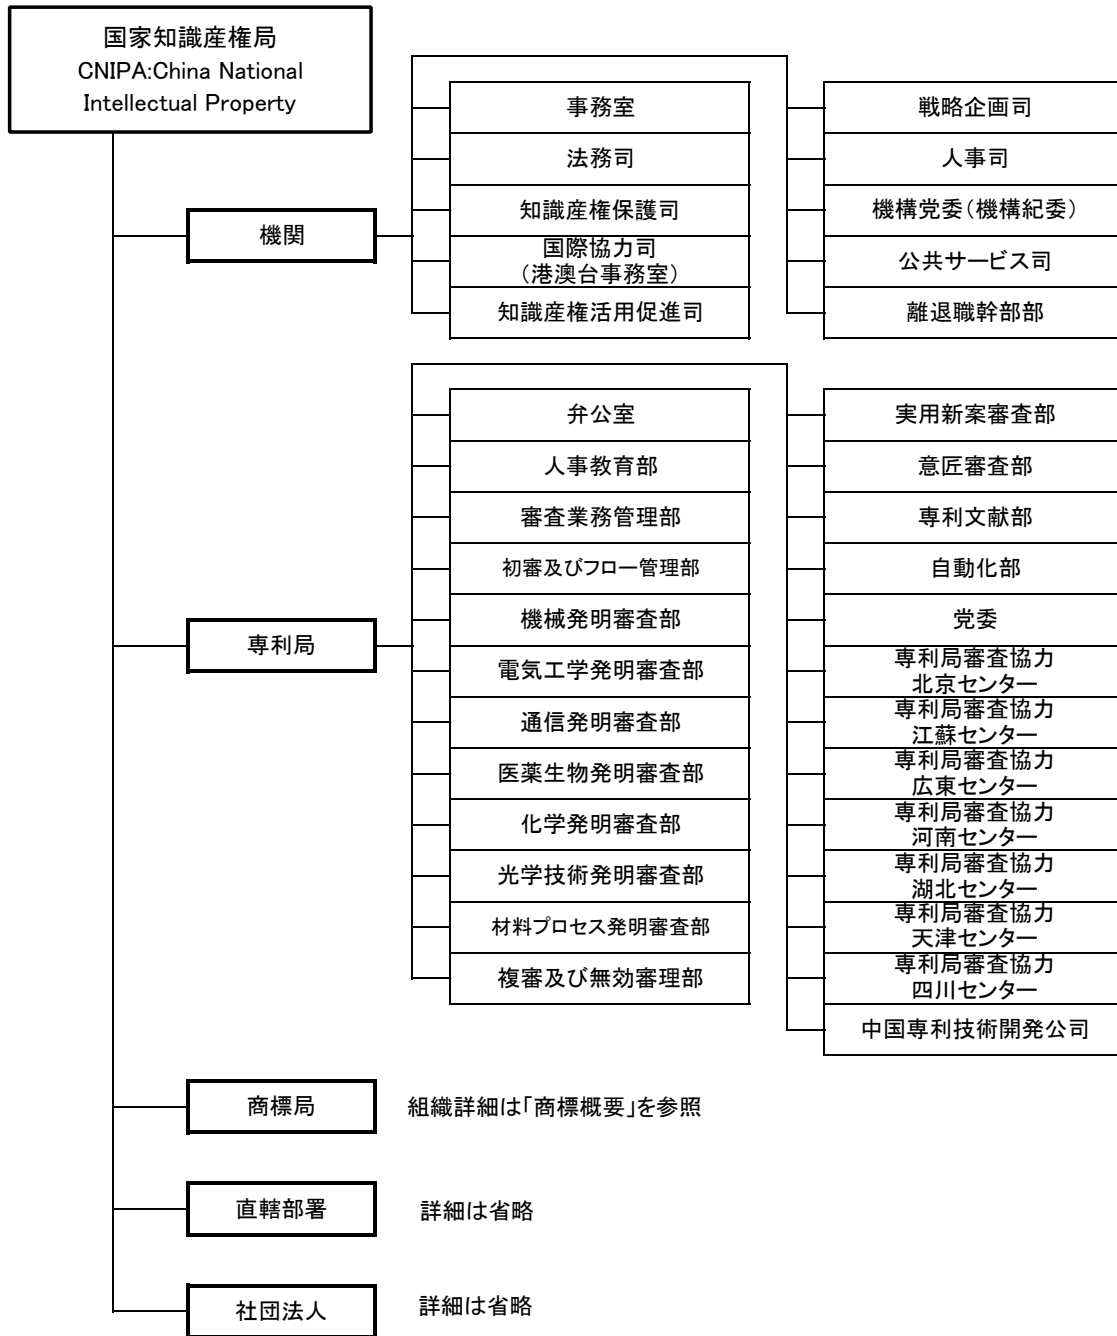 国家知識産権局
CNIPA:China National
Intellectual Property
機関
事務室
法務司
知識産権保護司
国際協力司
（港澳台事務室）
知識産権活用促進司
戦略企画司
人事司
機構党委（機構紀委）
公共サービス司
離退職幹部部
専利局
弁公室
人事教育部
審査業務管理部
初審及びフロー管理部
機械発明審査部
電気工学発明審査部
通信発明審査部
医薬生物発明審査部
化学発明審査部
光学技術発明審査部
材料プロセス発明審査部
複審及び無効審理部
実用新案審査部
意匠審査部
専利文献部
自動化部
党委
専利局審査協力
北京センター
専利局審査協力
江蘇センター
専利局審査協力
広東センター
専利局審査協力
河南センター
専利局審査協力
湖北センター
専利局審査協力
天津センター
専利局審査協力
四川センター
中国専利技術開発公司
商標局
組織詳細は「商標概要」を参照
直轄部署
詳細は省略
社団法人
詳細は省略